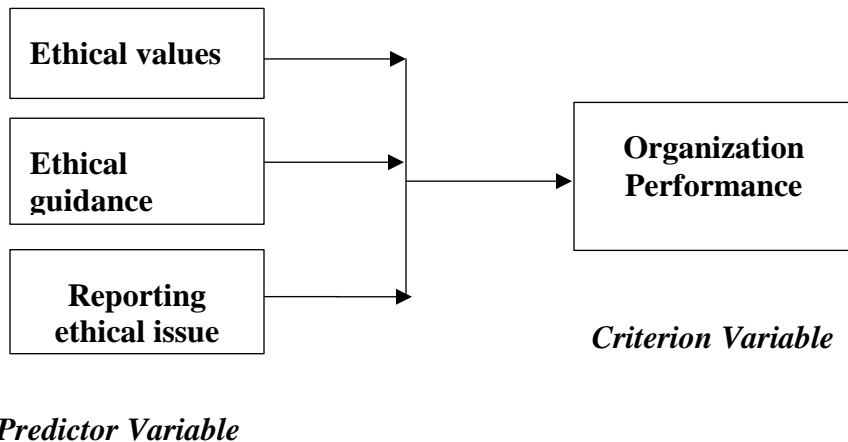 Ethical values
Ethical
guidance
Reporting
ethical issue
Organization
Performance
Criterion Variable
Predictor Variable